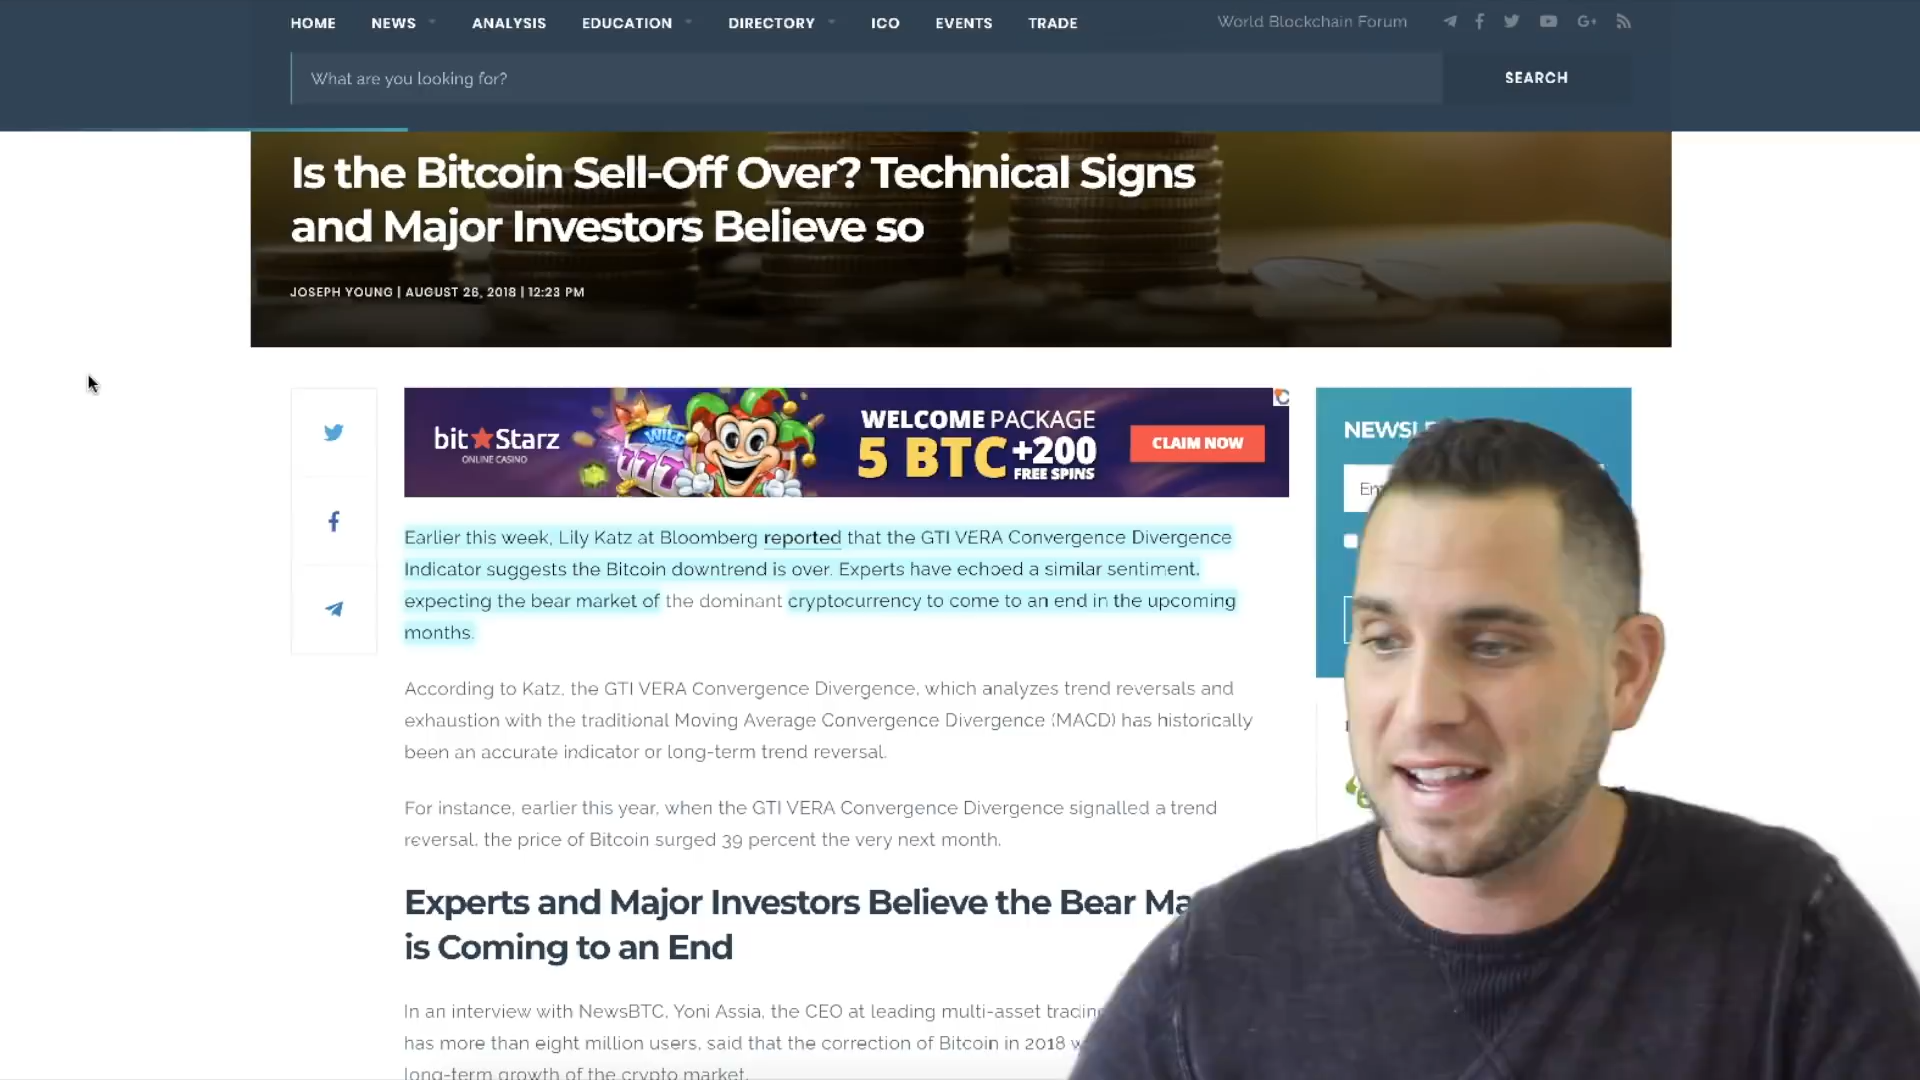 HOME NEWS ANALYSIS EDUCATION DIRECTORY ICO EVENTS TRADE World Blockchain Forum
What are you looking for? SEARCH
Is the Bitcoin Sell-Off Over? Technical Signs
and Major Investors Believe so
JOSEPH YOUNG | AUGUST 26, 2018 | 12:23 PM
bit Starz
ONLINE CASINO
WILD
777
WELCOME PACKAGE
5 BTC +200
FREE SPINS
CLAIM NOW
Earlier this week, Lily Katz at Bloomberg reported that the GTI VERA Convergence Divergence
Indicator suggests the Bitcoin downtrend is over. Experts have echoed a similar sentiment,
expecting the bear market of the dominant cryptocurrency to come to an end in the upcoming
months.
According to Katz, the GTI VERA Convergence Divergence, which analyzes trend reversals and
exhaustion with the traditional Moving Average Convergence Divergence (MACD) has historically
been an accurate indicator or long-term trend reversal.
For instance, earlier this year, when the GTI VERA Convergence Divergence signalled a trend
reversal, the price of Bitcoin surged 39 percent the very next month.
Experts and Major Investors Believe the Bear Ma
is Coming to an End
In an interview with NewsBTC, Yoni Assia, the CEO at leading multi-asset trading
has more than eight million users, said that the correction of Bitcoin in 2018 w
long-term growth of the crypto market.